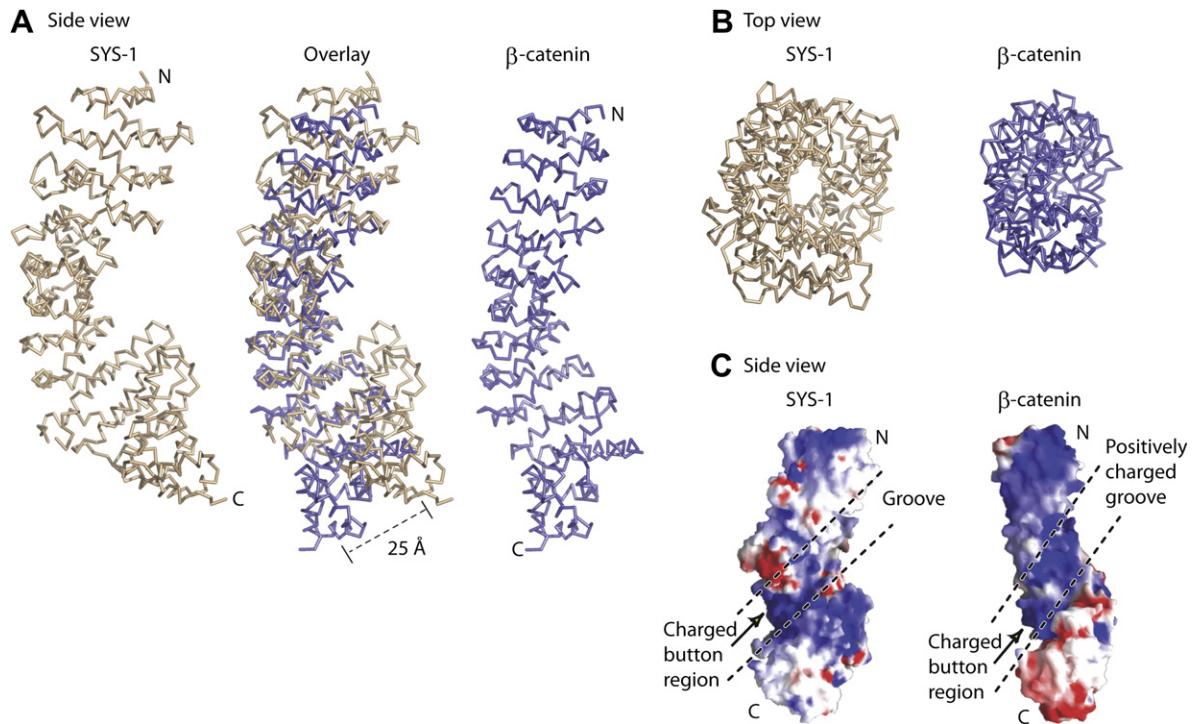 A Side view
SYS-1
Overlay
β-catenin
N
N
C
C
25 Å
B Top view
SYS-1
β-catenin
C Side view
SYS-1
β-catenin
N
N
Groove
Positively
charged
groove
Charged
button
region
Charged
button
region
C
C